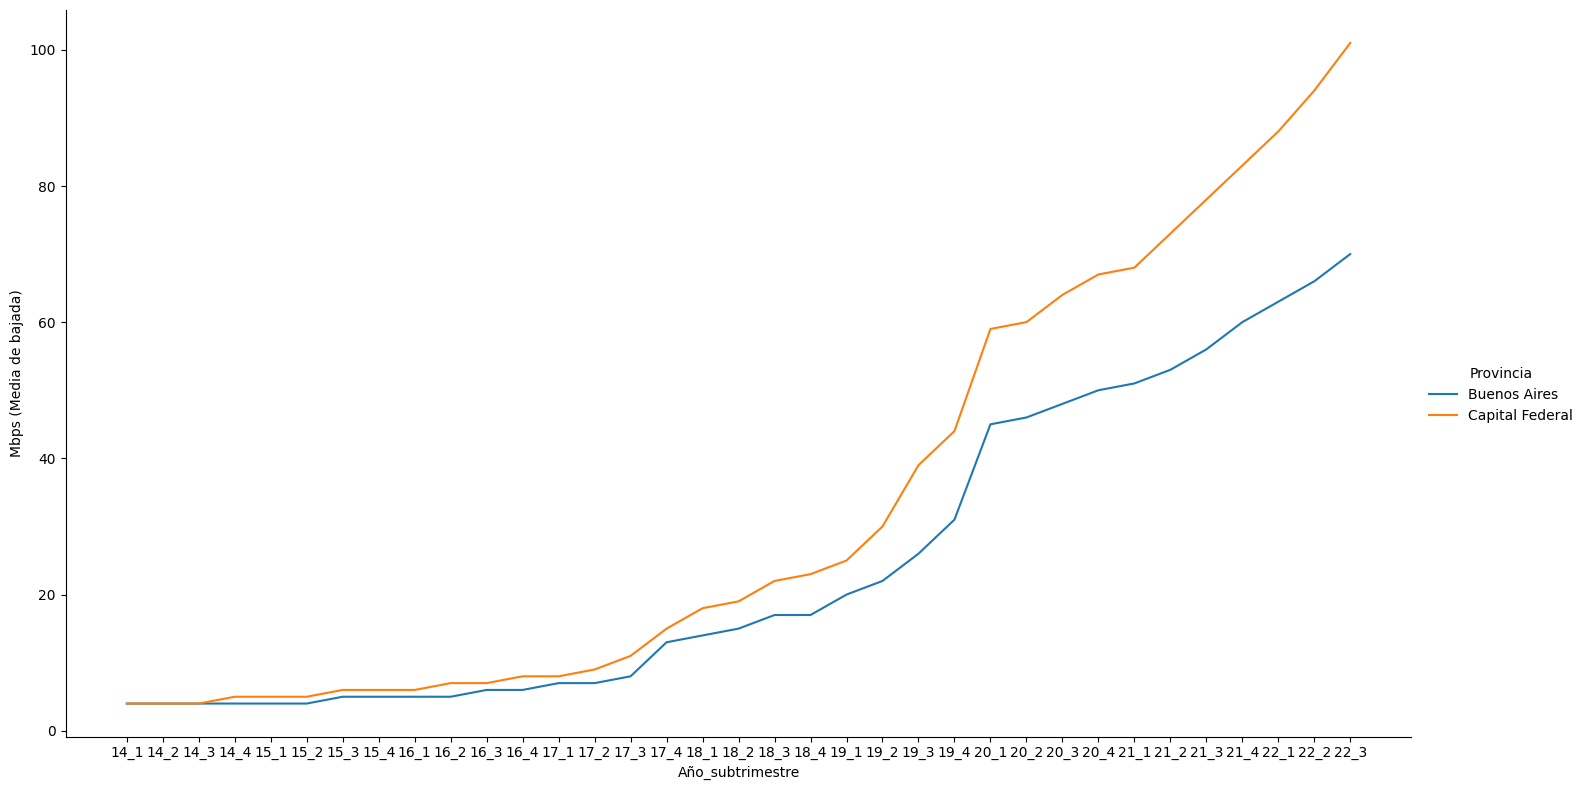 Mbps (Media de bajada)
100
80
60
40
20
0
14_1 14_2 14_3 14_4 15_1 15_2 15_3 15_4 16_1 16_2 16_3 16_4 17_1 17_2 17_3 17_4 18_1 18_2 18_3 18_4 19_1 19_2 19_3 19_4 20_1 20_2 20_3 20_4 21_1 21_2 21_3 21_4 22_1 22_2 22_3
Año_subtrimestre
Provincia
Buenos Aires
Capital Federal